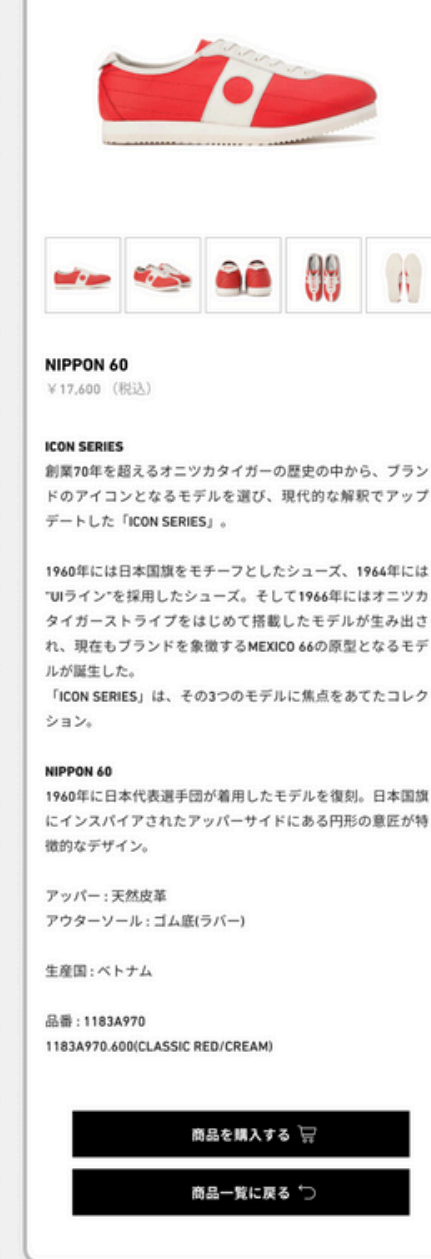 NIPPON 60
￥17,600 （税込）
ICON SERIES
創業70年を超えるオニツカタイガーの歴史の中から、ブラン
ドのアイコンとなるモデルを選び、現代的な解釈でアップ
デートした「ICON SERIES」。
1960年には日本国旗をモチーフとしたシューズ、1964年には
"UIライン"を採用したシューズ。そして1966年にはオニツカ
タイガーストライプをはじめて搭載したモデルが生み出さ
れ、現在もブランドを象徴するMEXICO 66の原型となるモデ
ルが誕生した。
「ICON SERIES」は、その3つのモデルに焦点をあてたコレク
ション。
NIPPON 60
1960年に日本代表選手団が着用したモデルを復刻。日本国旗
にインスパイアされたアッパーサイドにある円形の意匠が特
徴的なデザイン。
アッパー : 天然皮革
アウターソール : ゴム底(ラバー)
生産国 : ベトナム
品番 : 1183A970
1183A970.600(CLASSIC RED/CREAM)
商品を購入する
商品一覧に戻る